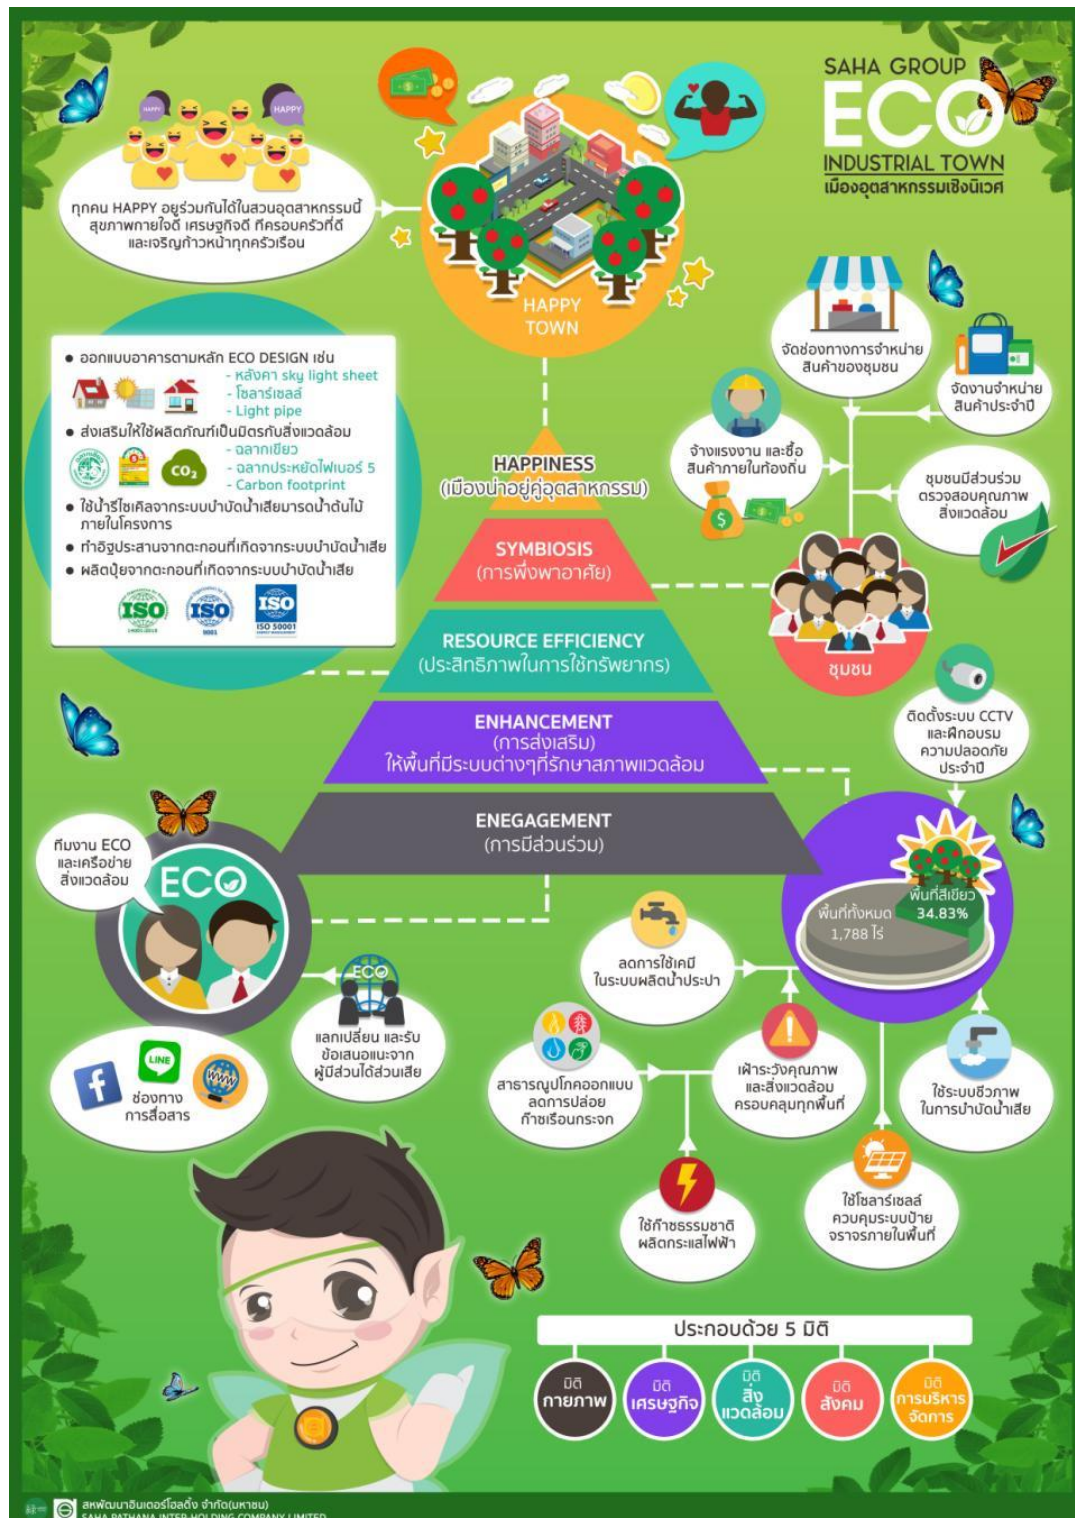 SAHA GROUP
ECO
INDUSTRIAL TOWN
เมืองอุตสาหกรรมเชิงนิเวศ
HAPPY
HAPPY
ทุกคน HAPPY อยู่ร่วมกันได้ในสวนอุตสาหกรรมนี้
สุขภาพกายใจดี เศรษฐกิจดี ที่ครอบครัวที่ดี
และเจริญก้าวหน้าทุกครัวเรือน
HAPPY
TOWN
● ออกแบบอาคารตามหลัก ECO DESIGN เช่น
- หลังคา sky light sheet
- โซลาร์เซลล์
- Light pipe
● ส่งเสริมให้ใช้ผลิตภัณฑ์เป็นมิตรกับสิ่งแวดล้อม
- ฉลากเขียว
- ฉลากประหยัดไฟเบอร์ 5
- Carbon footprint
CO₂
● ใช้น้ำรีไซเคิลจากระบบบำบัดน้ำเสียมารดน้ำต้นไม้
ภายในโครงการ
● ทำอิฐประสานจากตะกอนที่เกิดจากระบบบำบัดน้ำเสีย
● ผลิตปุ๋ยจากตะกอนที่เกิดจากระบบบำบัดน้ำเสีย
ISO
ISO
9001
ISO
ISO 50001
จัดช่องทางการจำหน่าย
สินค้าของชุมชน
จัดงานจำหน่าย
สินค้าประจำปี
จ้างแรงงาน และซื้อ
สินค้าภายในท้องถิ่น
ชุมชนมีส่วนร่วม
ตรวจสอบคุณภาพ
สิ่งแวดล้อม
ชุมชน
HAPPINESS
(เมืองน่าอยู่คู่อุตสาหกรรม)
SYMBIOSIS
(การพึ่งพาอาศัย)
RESOURCE EFFICIENCY
(ประสิทธิภาพในการใช้ทรัพยากร)
ENHANCEMENT
(การส่งเสริม)
ให้พื้นที่มีระบบต่างๆที่รักษาสภาพแวดล้อม
ENEGAGEMENT
(การมีส่วนร่วม)
ติดตั้งระบบ CCTV
และฝึกอบรม
ความปลอดภัย
ประจำปี
พื้นที่สีเขียว
34.83%
พื้นที่ทั้งหมด
1,788 ไร่
ทีมงาน ECO
และเครือข่าย
สิ่งแวดล้อม
ECO
ECO
แลกเปลี่ยน และรับ
ข้อเสนอแนะจาก
ผู้มีส่วนได้ส่วนเสีย
LINE
www
ช่องทาง
การสื่อสาร
ลดการใช้เคมี
ในระบบผลิตน้ำประปา
สาธารณูปโภคออกแบบ
ลดการปล่อย
ก๊าซเรือนกระจก
เฝ้าระวังคุณภาพ
และสิ่งแวดล้อม
ครอบคลุมทุกพื้นที่
ใช้ระบบชีวภาพ
ในการบำบัดน้ำเสีย
ใช้ก๊าซธรรมชาติ
ผลิตกระแสไฟฟ้า
ใช้โซลาร์เซลล์
ควบคุมระบบป้าย
จราจรภายในพื้นที่
ประกอบด้วย 5 มิติ
มิติ
กายภาพ
มิติ
เศรษฐกิจ
มิติ
สิ่ง
แวดล้อม
มิติ
สังคม
มิติ
การบริหาร
จัดการ
สหพัฒนาอินเตอร์โฮลดิ้ง จำกัด(มหาชน)
SAHA PATHANA INTER-HOLDING COMPANY LIMITED